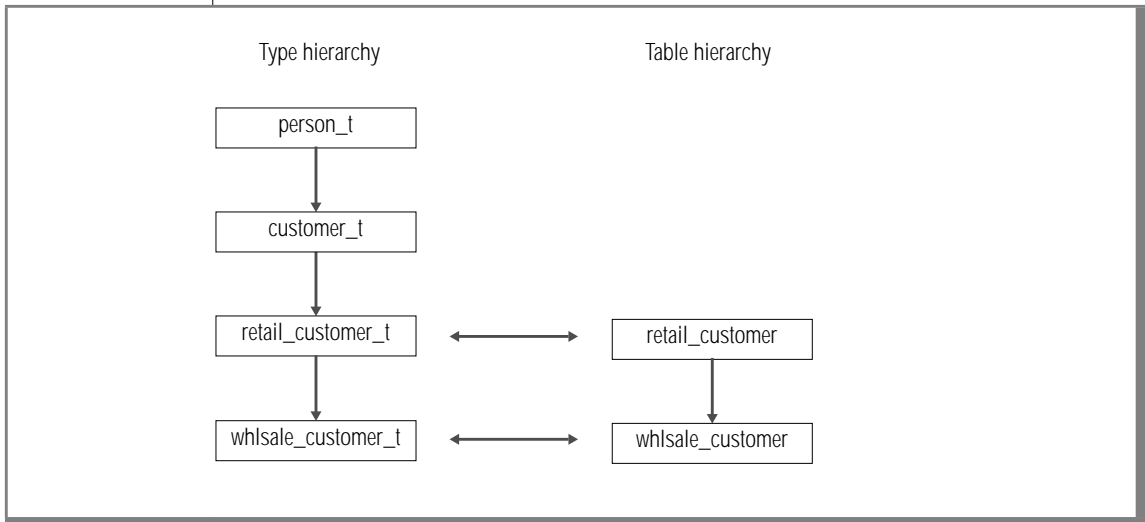 Type hierarchy
Table hierarchy
person_t
customer_t
retail_customer_t
retail_customer
whlsale_customer_t
whlsale_customer